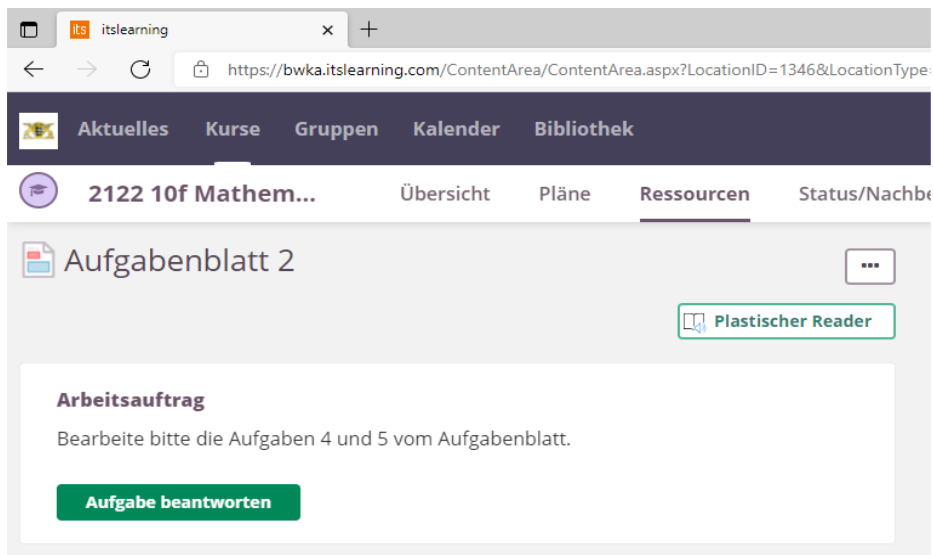 its itslearning
https://bwka.itslearning.com/ContentArea/ContentArea.aspx?LocationID=1346&LocationType=
Aktuelles Kurse Gruppen Kalender Bibliothek
2122 10f Mathem... Übersicht Pläne Ressourcen Status/Nachbe
Aufgabenblatt 2
Plastischer Reader
Arbeitsauftrag
Bearbeite bitte die Aufgaben 4 und 5 vom Aufgabenblatt.
Aufgabe beantworten